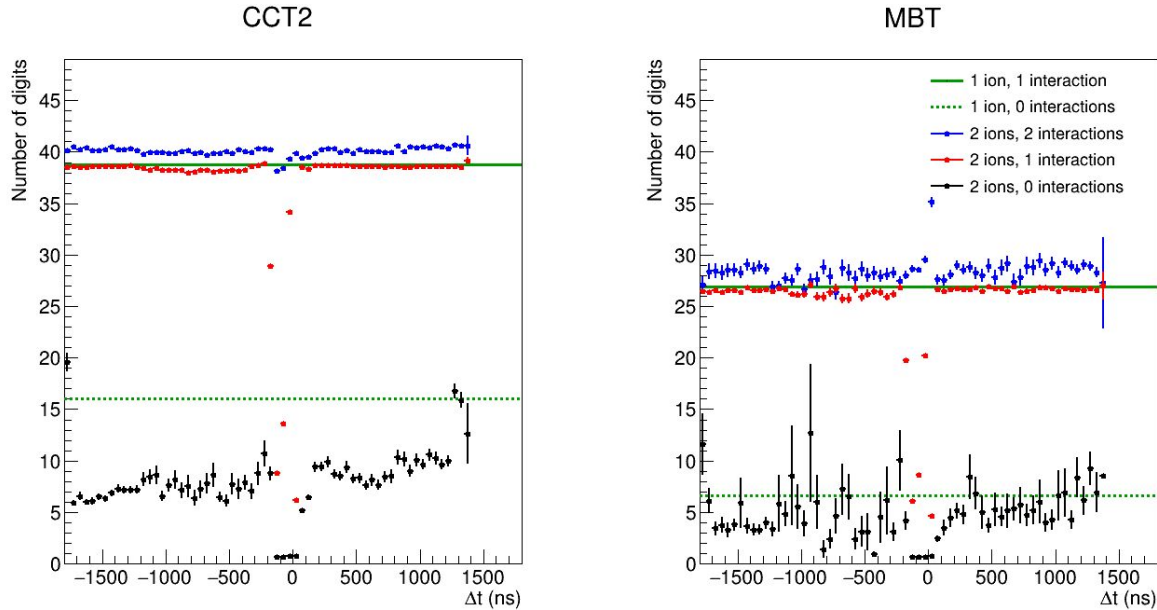 CCT2
MBT
Number of digits
45
40
35
30
25
20
15
10
5
0
−1500 −1000 −500 0 500 1000 1500
Δt (ns)
Number of digits
45
40
35
30
25
20
15
10
5
0
−1500 −1000 −500 0 500 1000 1500
Δt (ns)
1 ion, 1 interaction
1 ion, 0 interactions
2 ions, 2 interactions
2 ions, 1 interaction
2 ions, 0 interactions